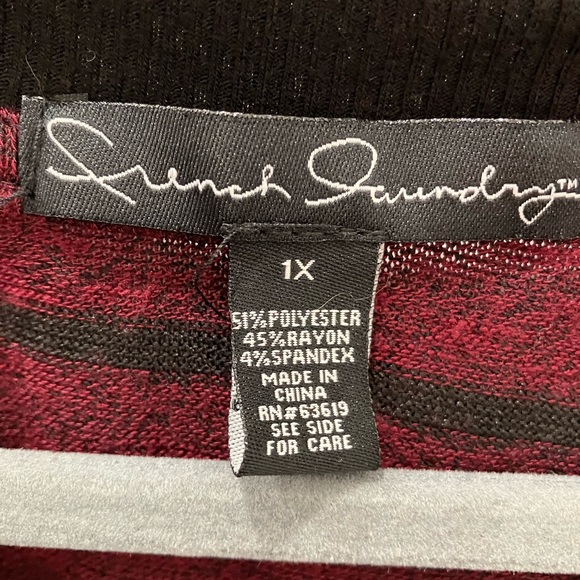 French Laundry™
1X
51%POLYESTER
45%RAYON
4%SPANDEX
MADE IN
CHINA
RN#63619
SEE SIDE
FOR CARE